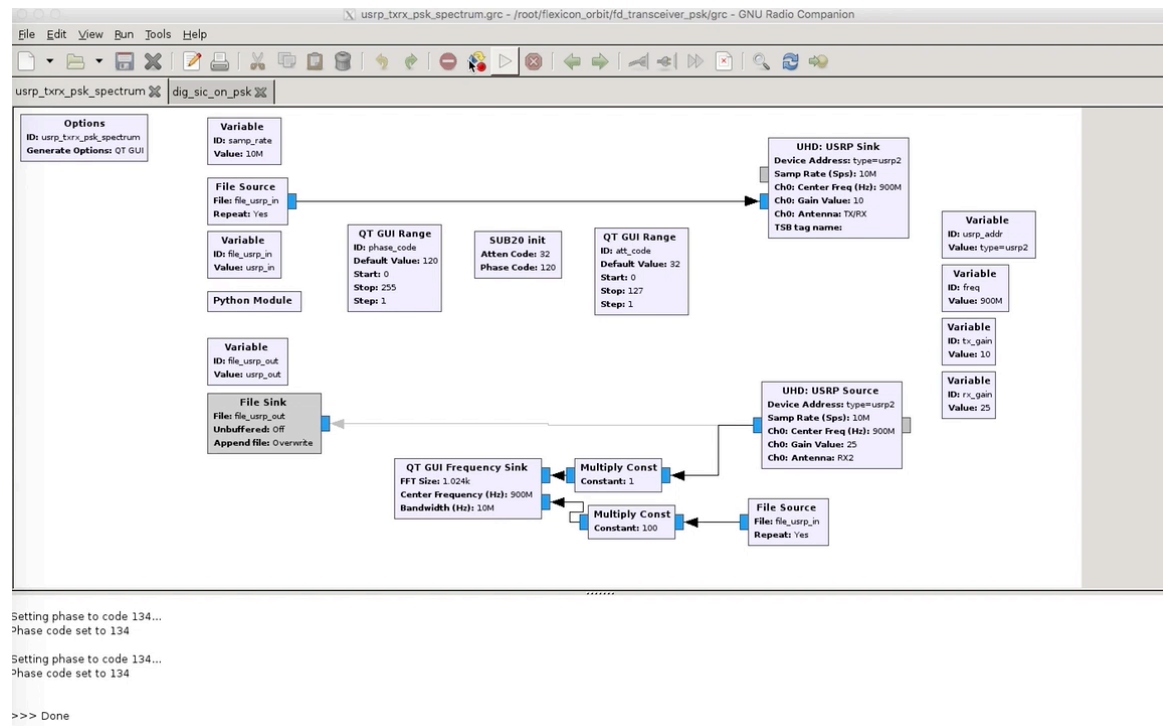 usrp_txrx_psk_spectrum.grc - /root/flexicon_orbit/fd_transceiver_psk/grc - GNU Radio Companion
File Edit View Run Tools Help
usrp_txrx_psk_spectrum
dig_sic_on_psk
Options
ID: usrp_txrx_psk_spectrum
Generate Options: QT GUI
Variable
ID: samp_rate
Value: 10M
File Source
File: file_usrp_in
Repeat: Yes
Variable
ID: file_usrp_in
Value: usrp_in
Python Module
QT GUI Range
ID: phase_code
Default Value: 120
Start: 0
Stop: 255
Step: 1
SUB20 init
Atten Code: 32
Phase Code: 120
QT GUI Range
ID: att_code
Default Value: 32
Start: 0
Stop: 127
Step: 1
UHD: USRP Sink
Device Address: type=usrp2
Samp Rate (Sps): 10M
Ch0: Center Freq (Hz): 900M
Ch0: Gain Value: 10
Ch0: Antenna: TX/RX
TSB tag name:
Variable
ID: usrp_addr
Value: type=usrp2
Variable
ID: freq
Value: 900M
Variable
ID: tx_gain
Value: 10
Variable
ID: rx_gain
Value: 25
Variable
ID: file_usrp_out
Value: usrp_out
File Sink
File: file_usrp_out
Unbuffered: Off
Append file: Overwrite
UHD: USRP Source
Device Address: type=usrp2
Samp Rate (Sps): 10M
Ch0: Center Freq (Hz): 900M
Ch0: Gain Value: 25
Ch0: Antenna: RX2
QT GUI Frequency Sink
FFT Size: 1.024k
Center Frequency (Hz): 900M
Bandwidth (Hz): 10M
Multiply Const
Constant: 1
Multiply Const
Constant: 100
File Source
File: file_usrp_in
Repeat: Yes
Setting phase to code 134...
Phase code set to 134
Setting phase to code 134...
Phase code set to 134
>>> Done